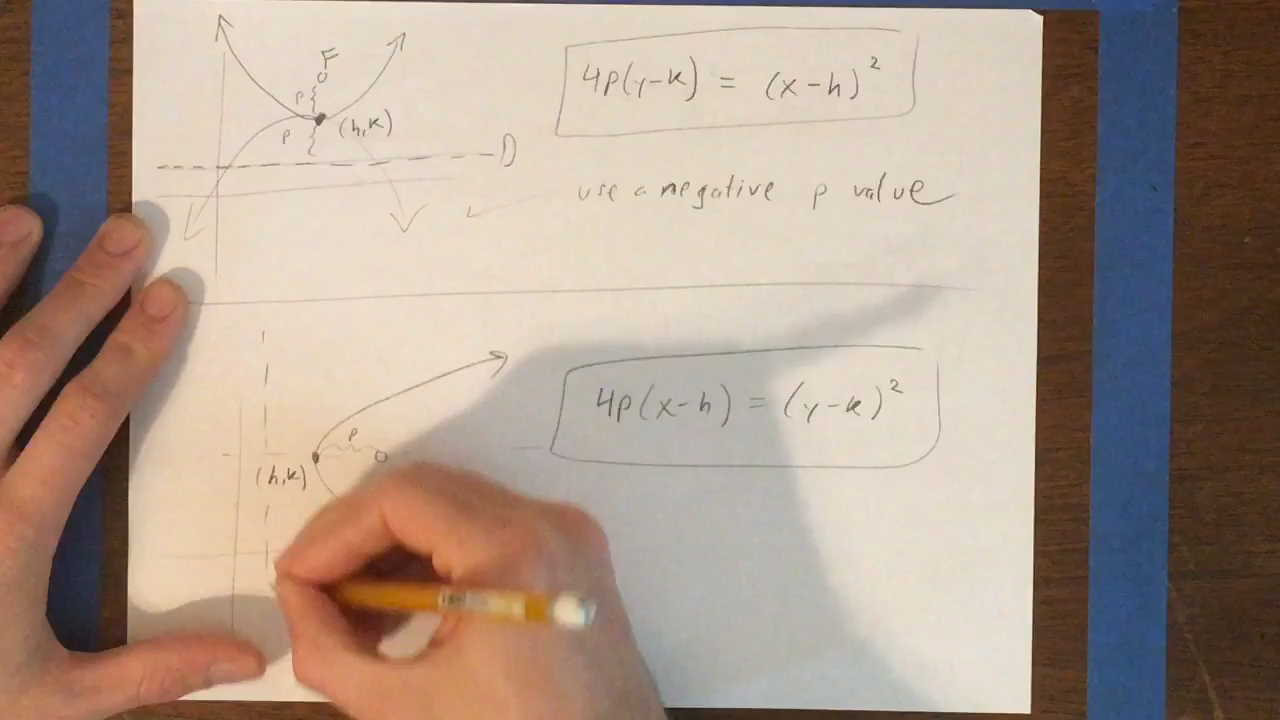 F
P
(h,k)
P
D
4p(y-k) = (x-h)²
use a negative p value
P
(h,k)
4p(x-h) = (y-k)²